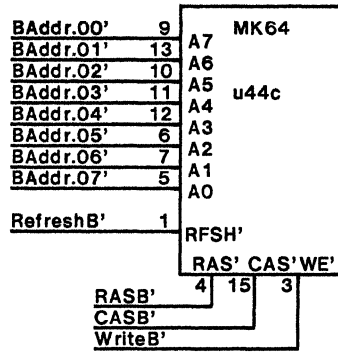 BAddr.00' 9 A7 MK64
BAddr.01' 13 A6
BAddr.02' 10 A5 u44c
BAddr.03' 11 A4
BAddr.04' 12 A3
BAddr.05' 6 A2
BAddr.06' 7 A1
BAddr.07' 5 A0
RefreshB' 1 RFSH'
RAS' CAS' WE'
4 15 3
RASB'
CASB'
WriteB'